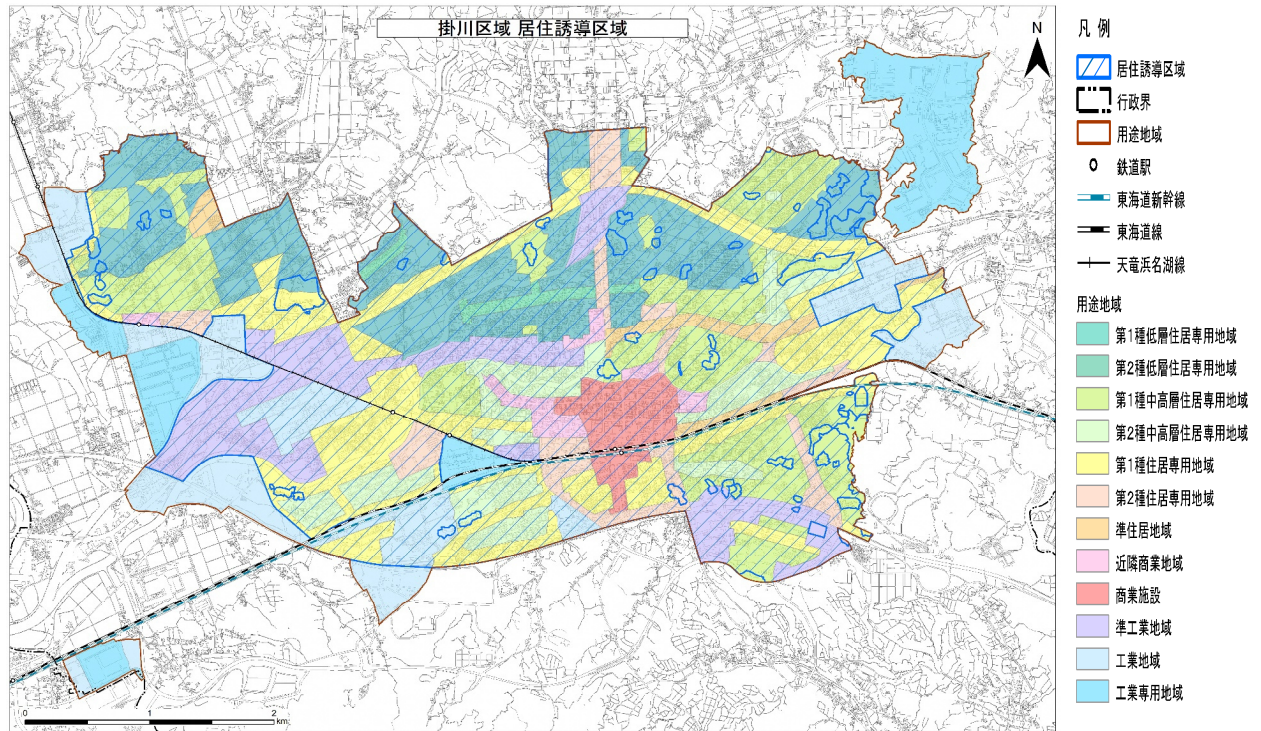 掛川区域 居住誘導区域
N
凡 例
居住誘導区域
行政界
用途地域
鉄道駅
東海道新幹線
東海道線
天竜浜名湖線
用途地域
第1種低層住居専用地域
第2種低層住居専用地域
第1種中高層住居専用地域
第2種中高層住居専用地域
第1種住居専用地域
第2種住居専用地域
準住居地域
近隣商業地域
商業施設
準工業地域
工業地域
工業専用地域
0 1 2
km